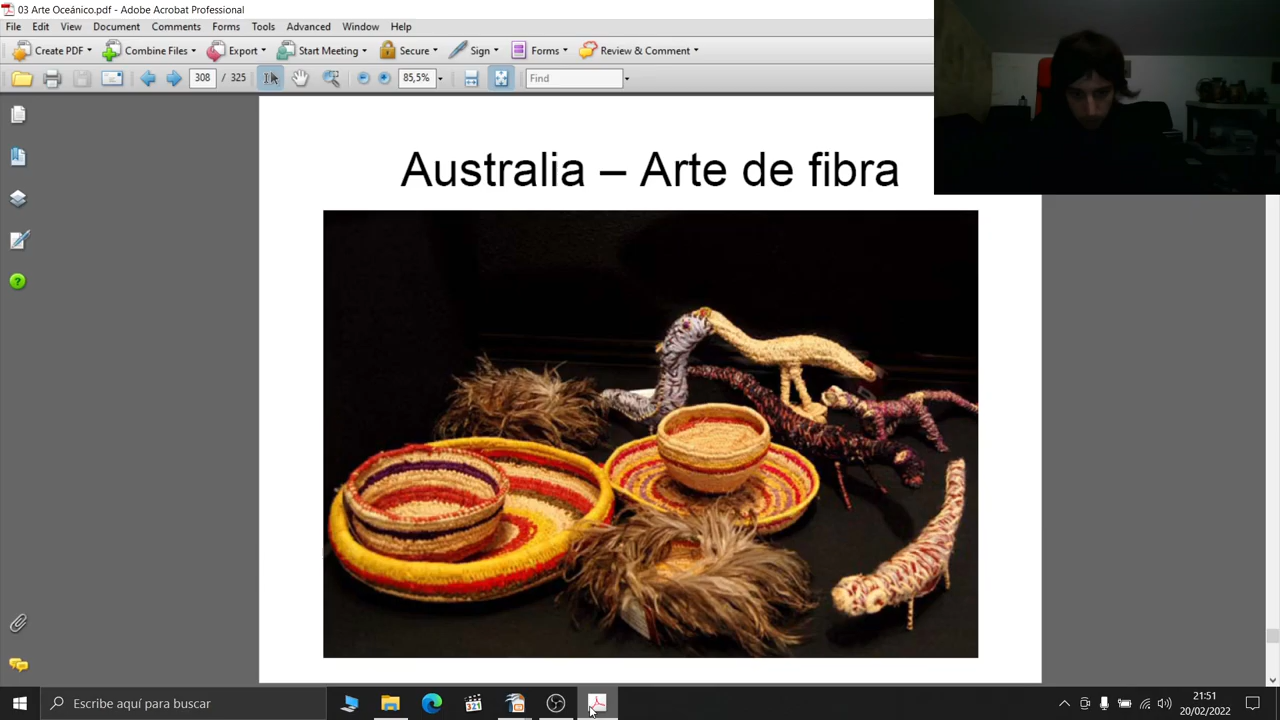 03 Arte Oceánico.pdf - Adobe Acrobat Professional
File Edit View Document Comments Forms Tools Advanced Window Help
Create PDF Combine Files Export Start Meeting Secure Sign Forms Review & Comment
308 / 325 85,5% Find
Australia – Arte de fibra
Escribe aquí para buscar
321
21:51
20/02/2022